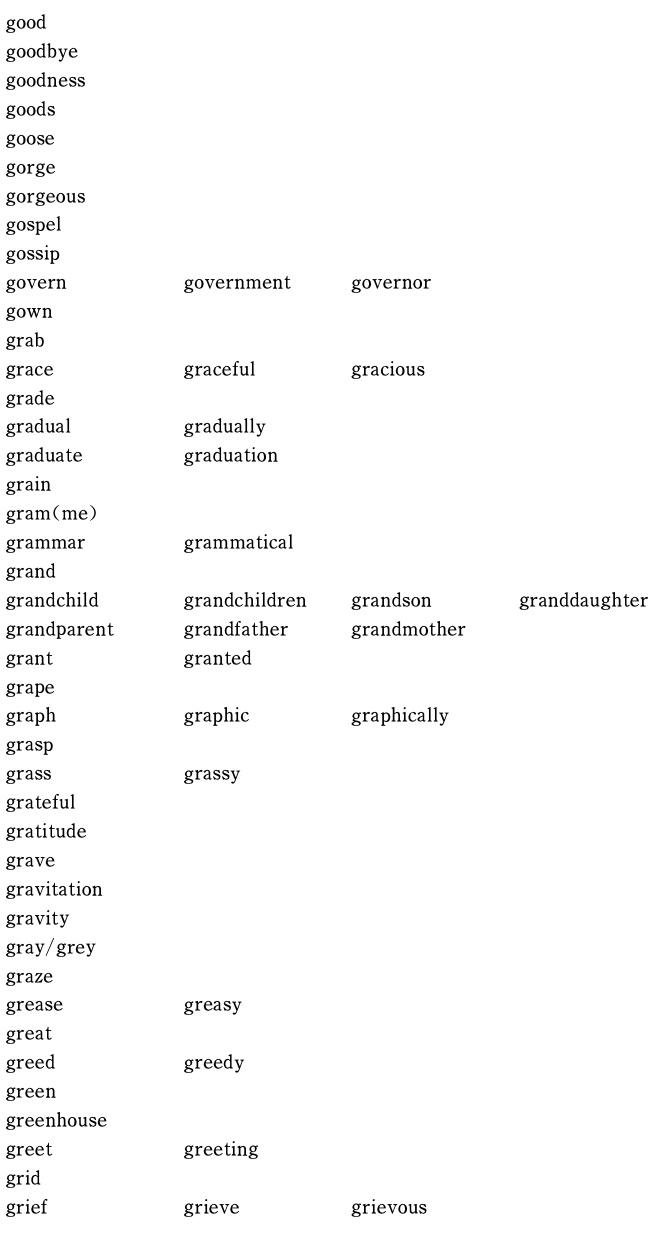 good
goodbye
goodness
goods
goose
gorge
gorgeous
gospel
gossip
govern government governor
gown
grab
grace graceful gracious
grade
gradual gradually
graduate graduation
grain
gram(me)
grammar grammatical
grand
grandchild grandchildren grandson granddaughter
grandparent grandfather grandmother
grant granted
grape
graph graphic graphically
grasp
grass grassy
grateful
gratitude
grave
gravitation
gravity
gray/grey
graze
grease greasy
great
greed greedy
green
greenhouse
greet greeting
grid
grief grieve grievous